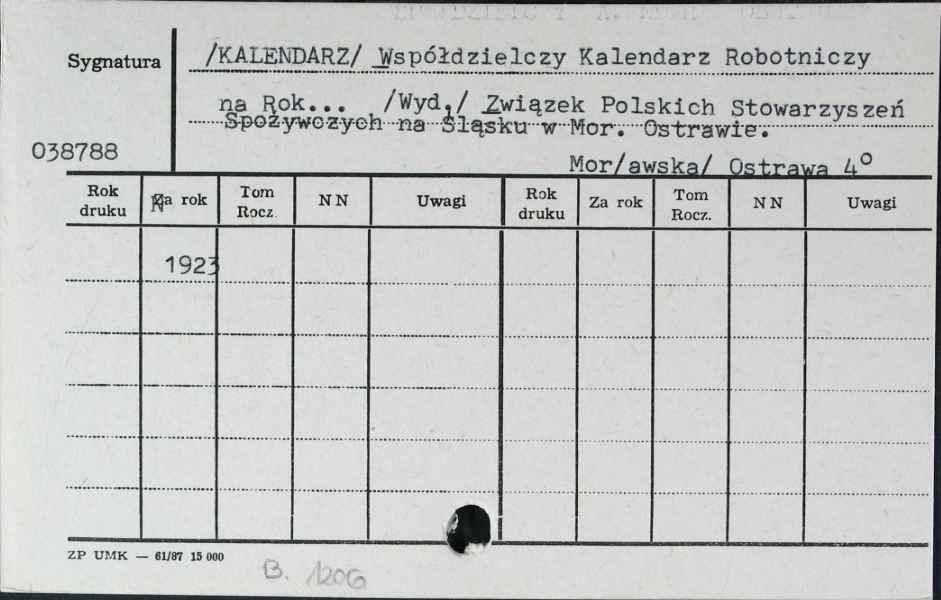 Sygnatura
/KALENDARZ/ Współdzielczy Kalendarz Robotniczy
na Rok... /Wyd./ Związek Polskich Stowarzyszeń
Spożywczych na Śląsku w Mor. Ostrawie.
038788
Mor/awska/ Ostrawa 4°
Rok druku Za rok Tom Rocz. N N Uwagi Rok druku Za rok Tom Rocz. N N Uwagi
1923
ZP UMK — 61/87 15 000
B. 1206